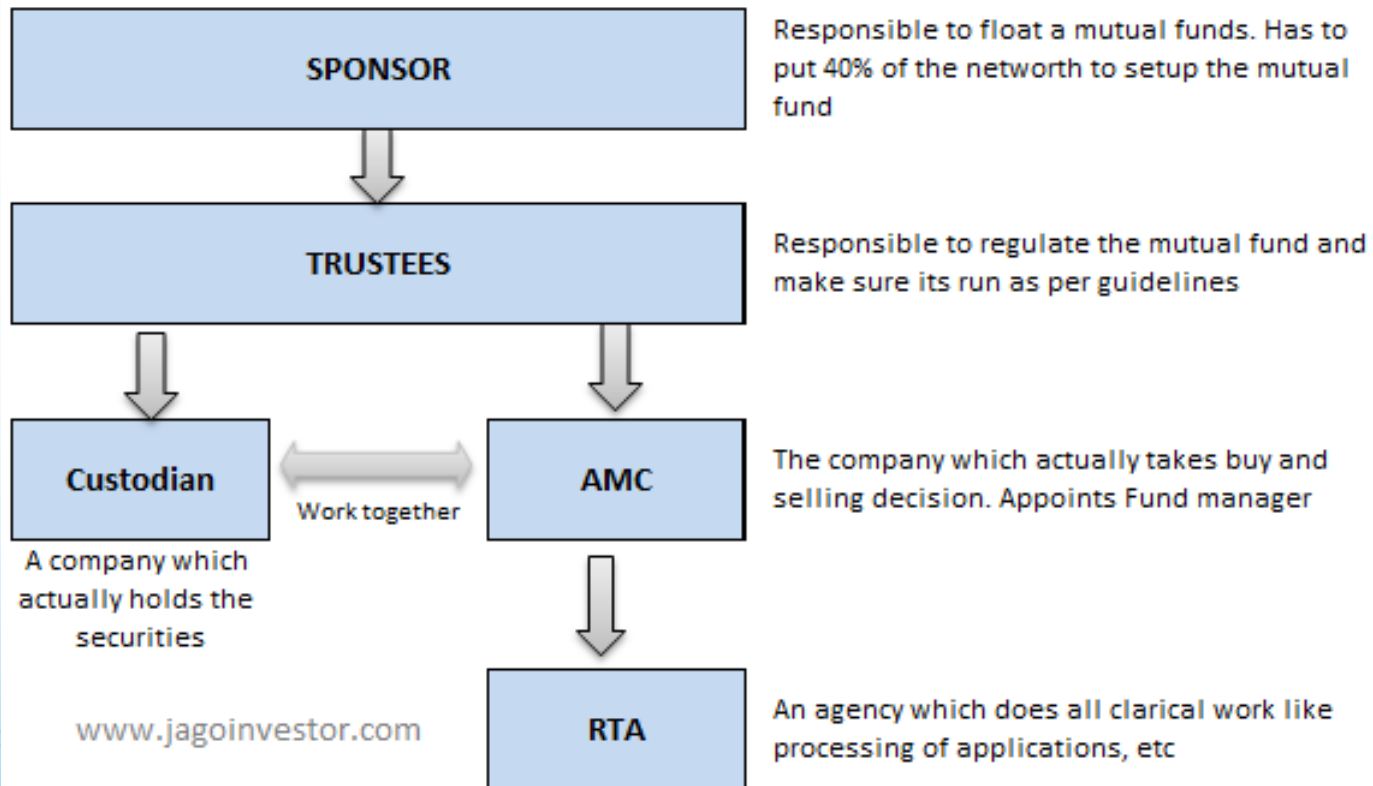 SPONSOR
Responsible to float a mutual funds. Has to
put 40% of the networth to setup the mutual
fund
TRUSTEES
Responsible to regulate the mutual fund and
make sure its run as per guidelines
Custodian
Work together
AMC
The company which actually takes buy and
selling decision. Appoints Fund manager
A company which
actually holds the
securities
www.jagoinvestor.com
RTA
An agency which does all clarical work like
processing of applications, etc